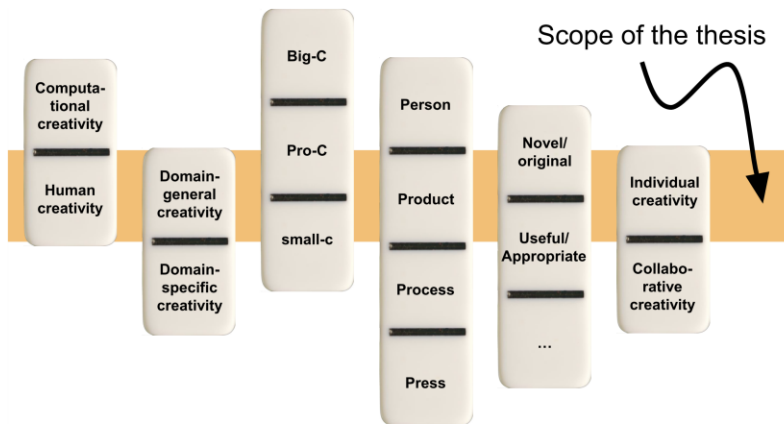 Scope of the thesis
Computa-
tional
creativity
Human
creativity
Domain-
general
creativity
Domain-
specific
creativity
Big-C
Pro-C
small-c
Person
Product
Process
Press
Novel/
original
Useful/
Appropriate
...
Individual
creativity
Collabo-
rative
creativity